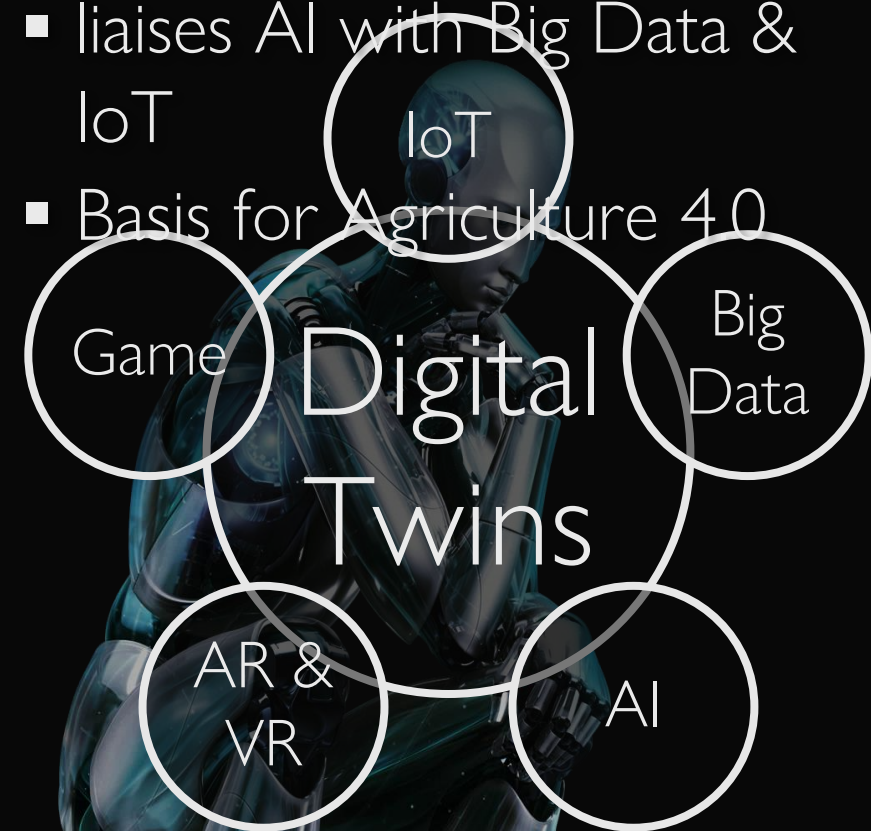 ▪ liaises AI with Big Data &
IoT
▪ Basis for Agriculture 4.0
IoT
Game
Big
Data
Digital
Twins
AR &
VR
AI